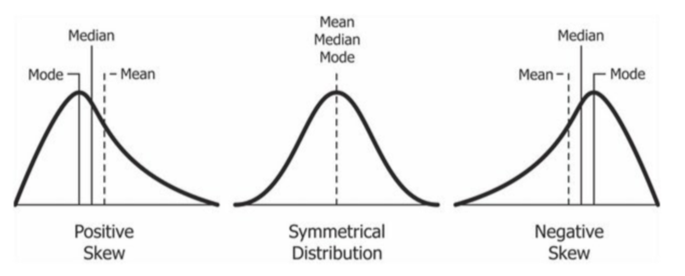 Median
Mode
Mean
Positive
Skew
Mean
Median
Mode
Symmetrical
Distribution
Median
Mean
Mode
Negative
Skew